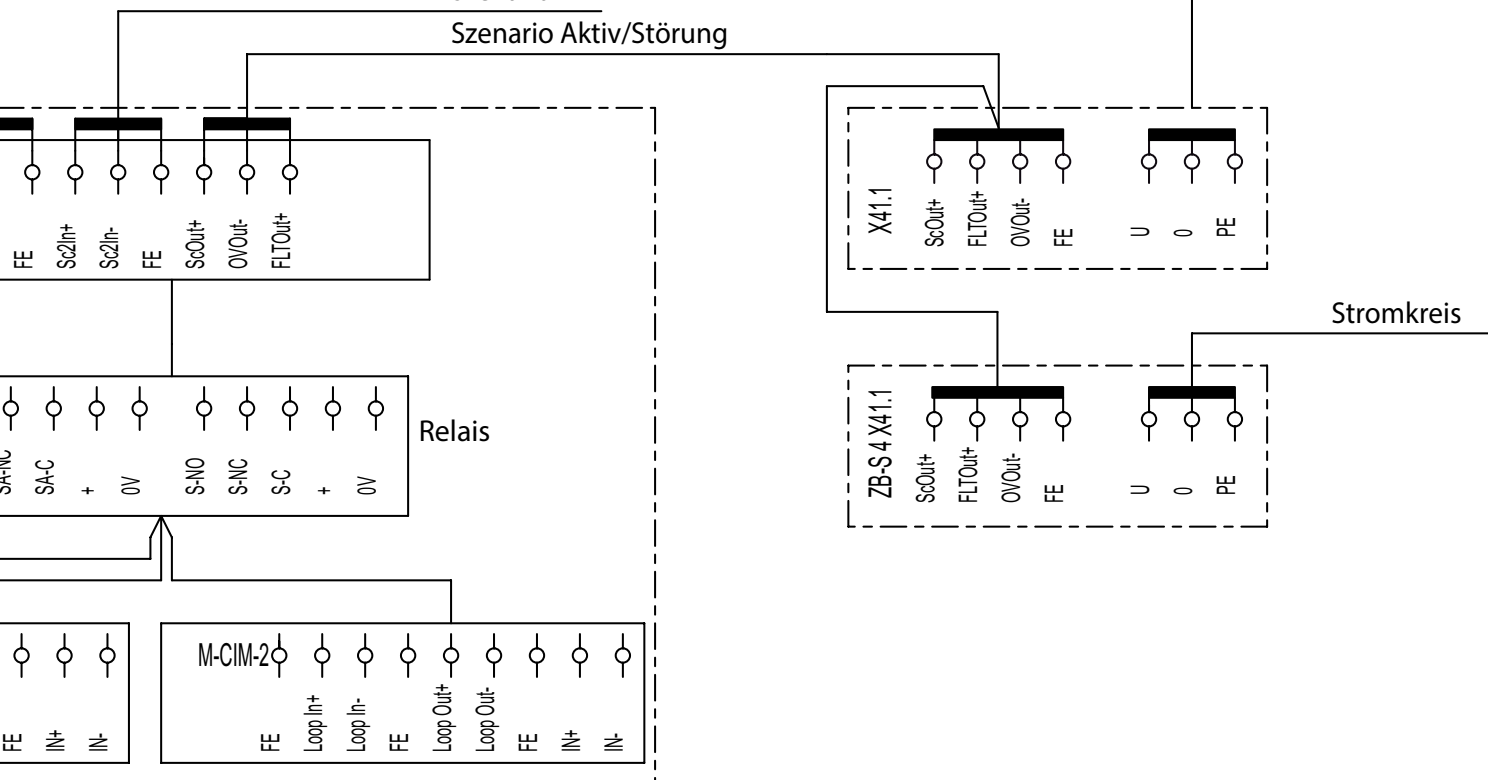 Szenario Aktiv/Störung
FE
Sc2In+
Sc2In-
FE
ScOut+
OVOut-
FLTOut+
X41.1
ScOut+
FLTOut+
OVOut-
FE
U
0
PE
Stromkreis
SA-NC
SA-C
+
0V
S-NO
S-NC
S-C
+
0V
Relais
ZB-S 4 X41.1
ScOut+
FLTOut+
OVOut-
FE
U
0
PE
FE
IN+
IN-
M-CIM-2
FE
Loop In+
Loop In-
FE
Loop Out+
Loop Out-
FE
IN+
IN-